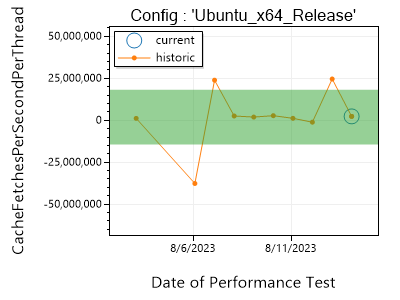 Config : 'Ubuntu_x64_Release'
CacheFetchesPerSecondPerThread
50,000,000
25,000,000
0
-25,000,000
-50,000,000
current
historic
8/6/2023
8/11/2023
Date of Performance Test